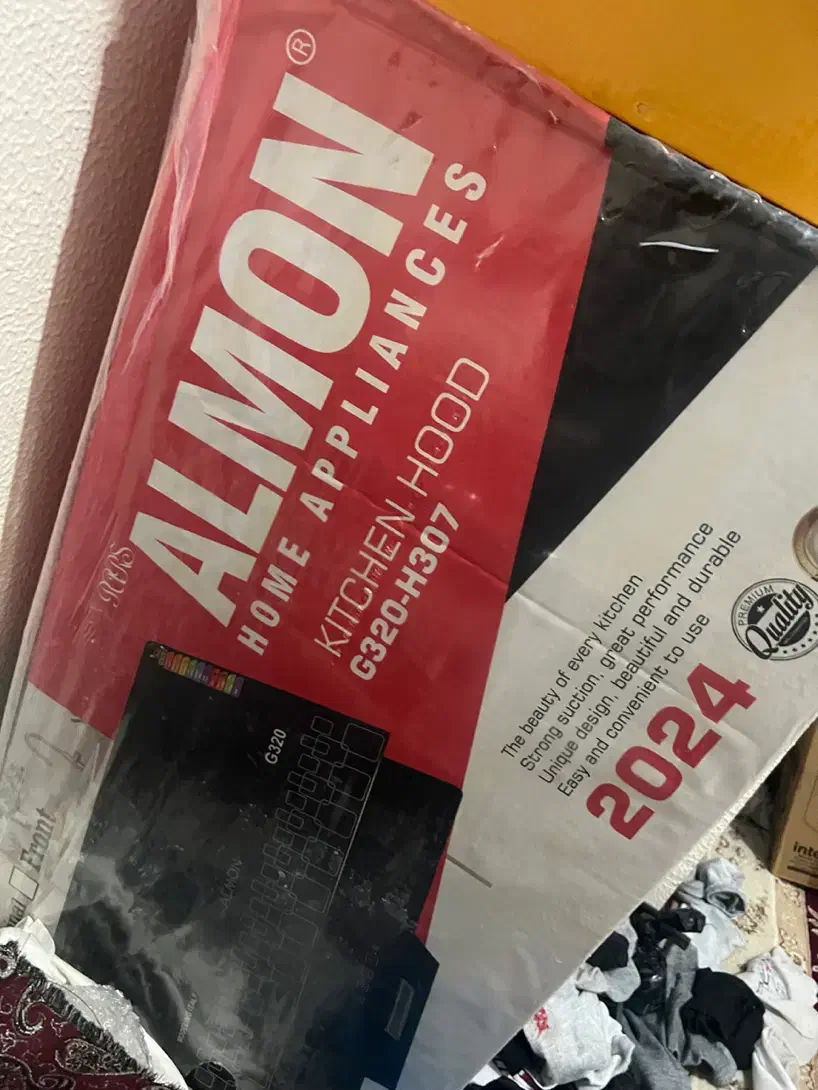 ALMON ®
HOME APPLIANCES
KITCHEN HOOD
G320-H307
The beauty of every kitchen
Strong suction, great performance
Unique design, beautiful and durable
Easy and convenient to use
2024
PREMIUM
Quality
G320
Front
inte